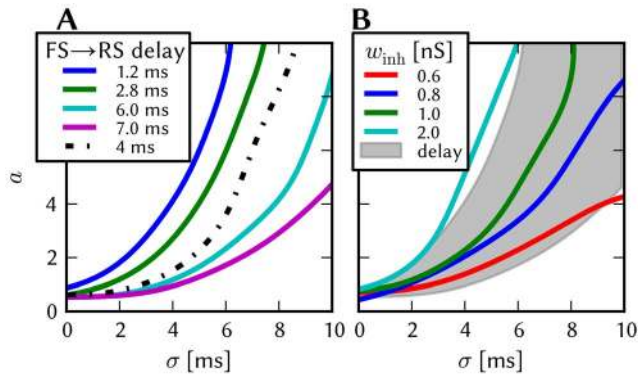 A
FS→RS delay
1.2 ms
2.8 ms
6.0 ms
7.0 ms
4 ms
a
4
2
0
0 2 4 6 8 10
σ [ms]
B
w_inh [nS]
0.6
0.8
1.0
2.0
delay
0 2 4 6 8 10
σ [ms]